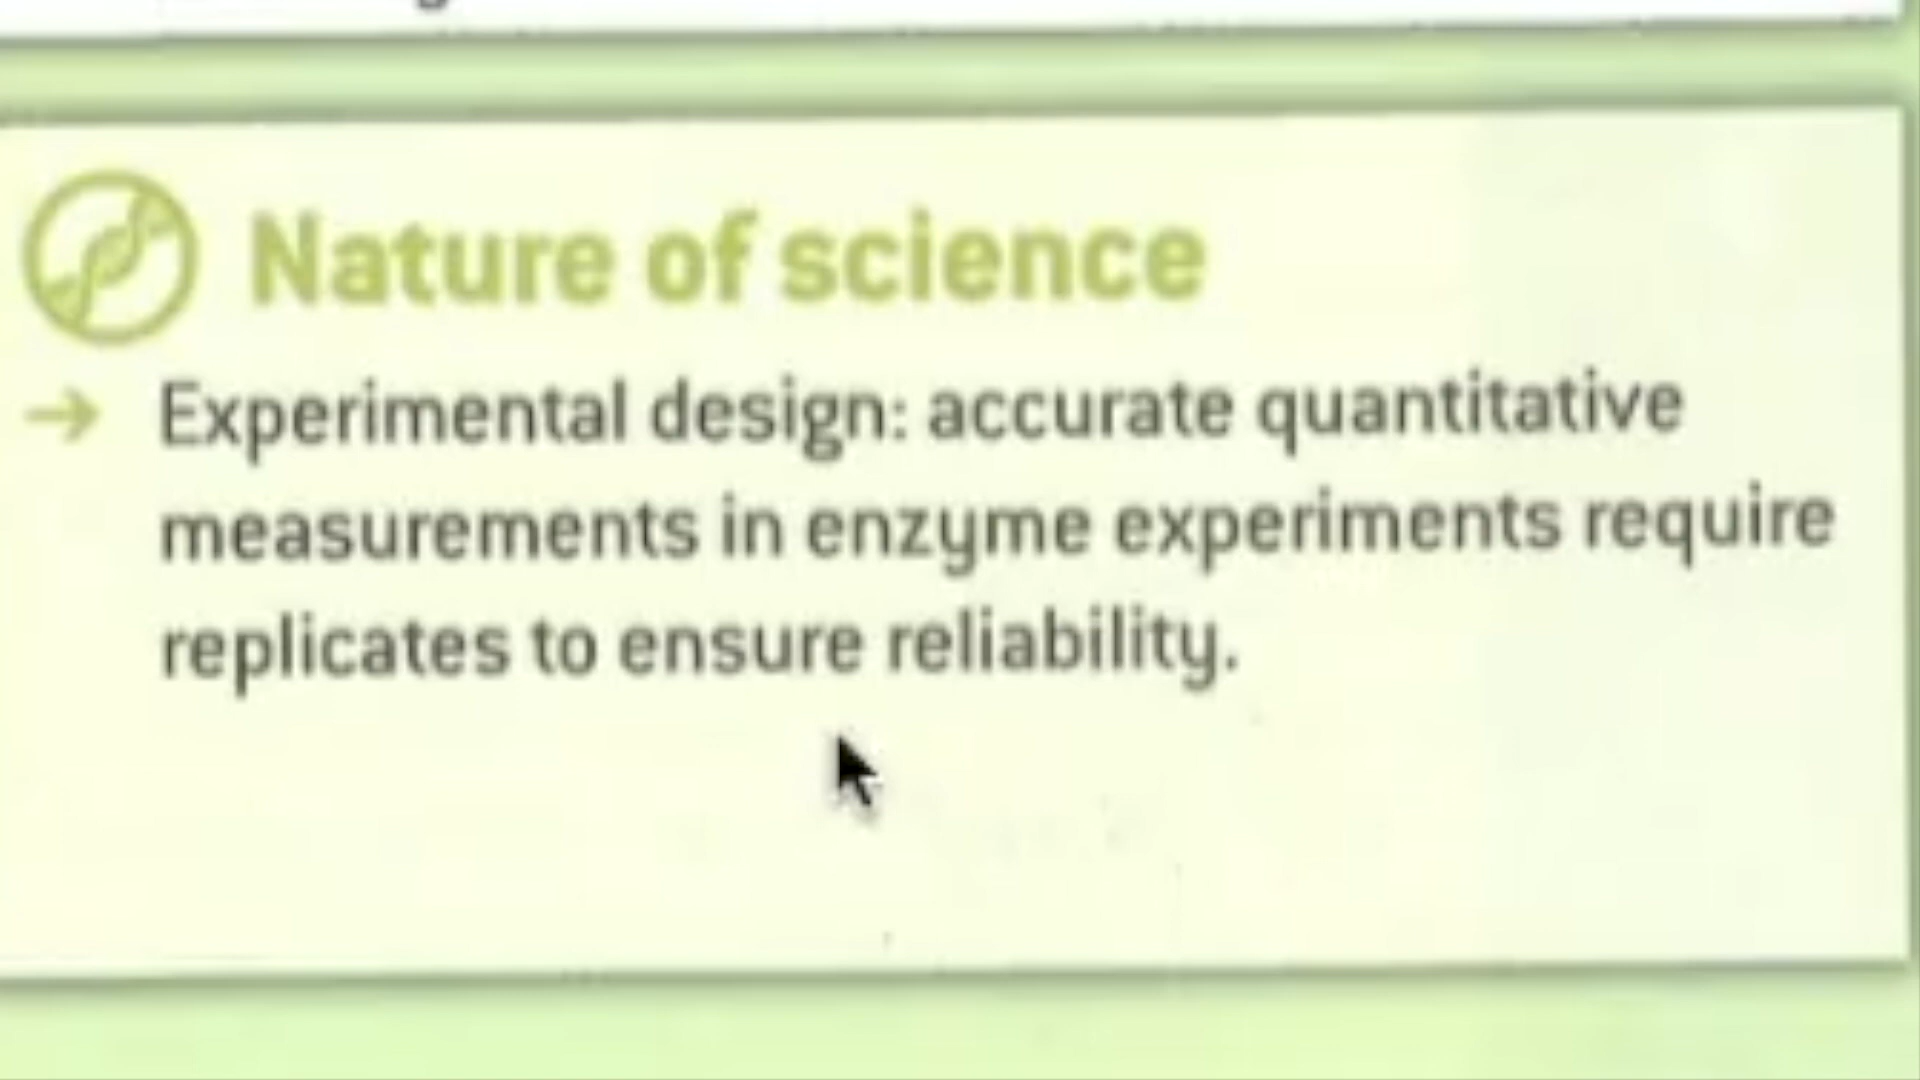 Nature of science
→ Experimental design: accurate quantitative
measurements in enzyme experiments require
replicates to ensure reliability.